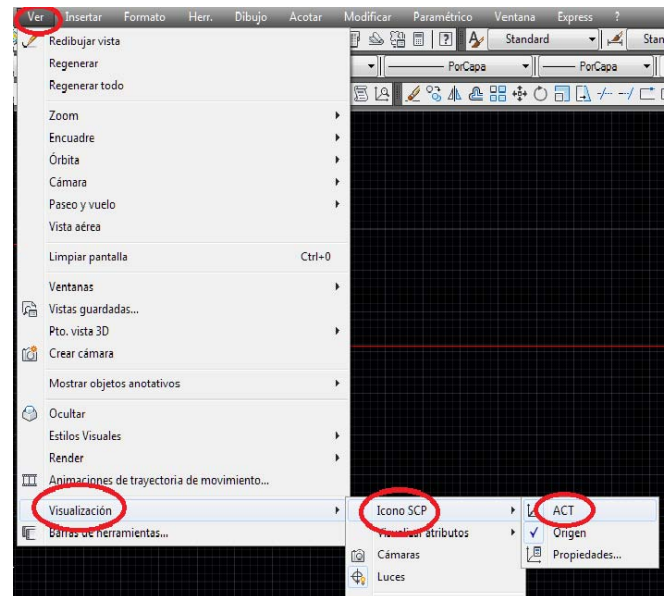 Ver Insertar Formato Herr. Dibujo Acotar Modificar Paramétrico Ventana Express ?
Redibujar vista
Standard
Stan
Regenerar
PorCapa
PorCapa
Regenerar todo
Zoom
Encuadre
Órbita
Cámara
Paseo y vuelo
Vista aérea
Limpiar pantalla Ctrl+0
Ventanas
Vistas guardadas...
Pto. vista 3D
Crear cámara
Mostrar objetos anotativos
Ocultar
Estilos Visuales
Render
Animaciones de trayectoria de movimiento...
Visualización
Icono SCP
ACT
Barras de herramientas...
Visualizar atributos
Origen
Cámaras
Propiedades...
Luces